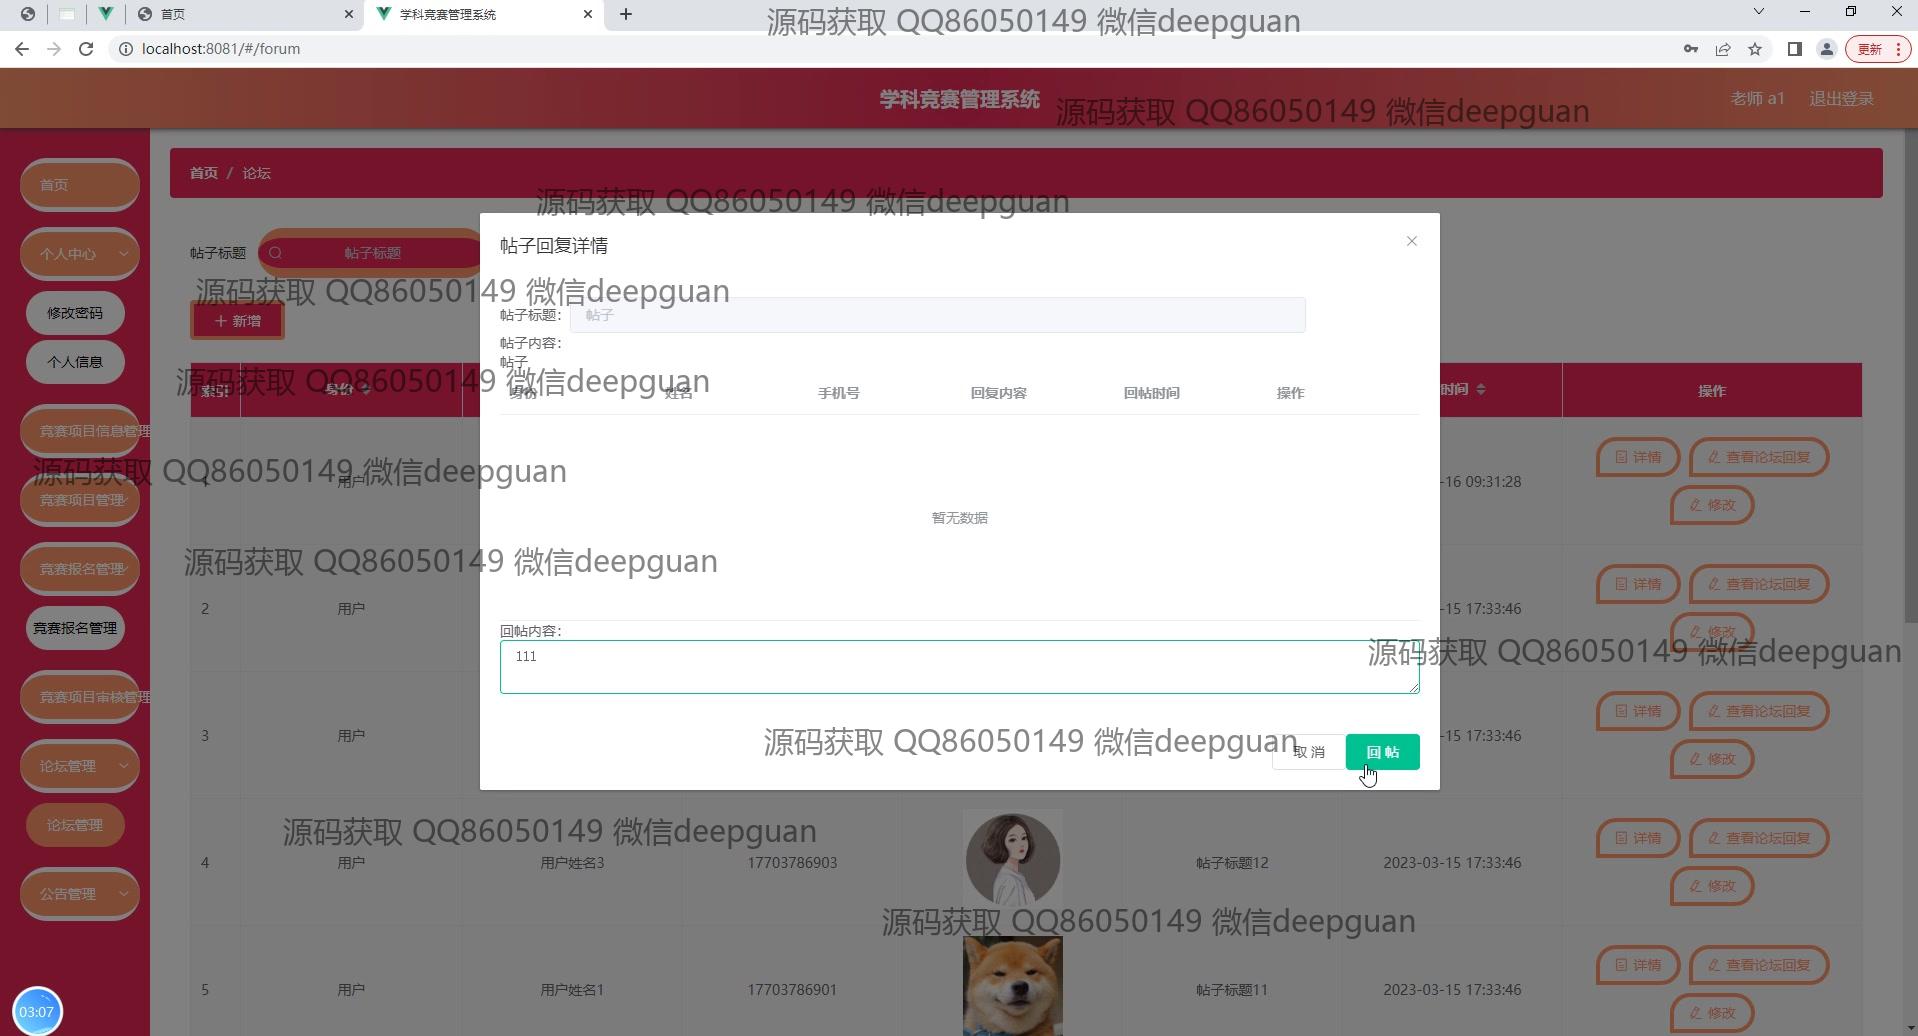 首页
学科竞赛管理系统
源码获取 QQ86050149 微信deepguan
localhost:8081/#/forum
更新
学科竞赛管理系统
源码获取 QQ86050149 微信deepguan
老师 a1
退出登录
首页
首页 / 论坛
源码获取 QQ86050149 微信deepguan
个人中心
帖子标题
帖子标题
帖子回复详情
源码获取 QQ86050149 微信deepguan
修改密码
+ 新增
帖子标题:
帖子
帖子内容:
帖子
个人信息
源码获取 QQ86050149 微信deepguan
索引
身份
身份
姓名
手机号
回复内容
回帖时间
操作
时间
操作
竞赛项目信息管理
源码获取 QQ86050149 微信deepguan
1
用户
-16 09:31:28
详情
查看论坛回复
修改
竞赛项目管理
暂无数据
源码获取 QQ86050149 微信deepguan
竞赛报名管理
2
用户
-15 17:33:46
详情
查看论坛回复
修改
竞赛报名管理
回帖内容:
111
源码获取 QQ86050149 微信deepguan
竞赛项目审核管理
3
用户
-15 17:33:46
详情
查看论坛回复
修改
源码获取 QQ86050149 微信deepguan
取 消
回 帖
论坛管理
论坛管理
源码获取 QQ86050149 微信deepguan
4
用户
用户姓名3
17703786903
帖子标题12
2023-03-15 17:33:46
详情
查看论坛回复
修改
公告管理
源码获取 QQ86050149 微信deepguan
5
用户
用户姓名1
17703786901
帖子标题11
2023-03-15 17:33:46
详情
查看论坛回复
修改
03:07